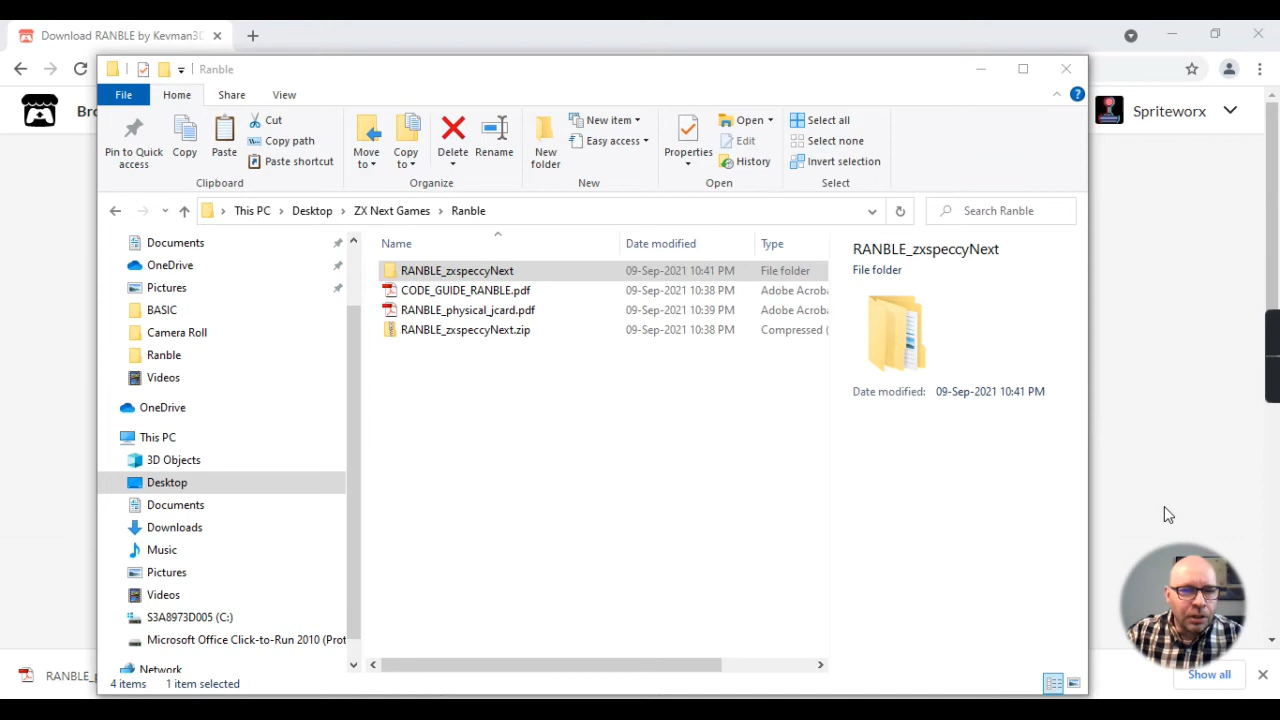 Download RANBLE by Kevman3D
Spriteworx
Ranble
File
Home
Share
View
Pin to Quick access
Copy
Paste
Cut
Copy path
Paste shortcut
Clipboard
Move to
Copy to
Delete
Rename
Organize
New folder
New item
Easy access
New
Properties
Open
Edit
History
Open
Select all
Select none
Invert selection
Select
This PC > Desktop > ZX Next Games > Ranble
Search Ranble
Name Date modified Type
RANBLE_zxspeccyNext 09-Sep-2021 10:41 PM File folder
CODE_GUIDE_RANBLE.pdf 09-Sep-2021 10:38 PM Adobe Acroba
RANBLE_physical_jcard.pdf 09-Sep-2021 10:39 PM Adobe Acroba
RANBLE_zxspeccyNext.zip 09-Sep-2021 10:38 PM Compressed (
Documents
OneDrive
Pictures
BASIC
Camera Roll
Ranble
Videos
OneDrive
This PC
3D Objects
Desktop
Documents
Downloads
Music
Pictures
Videos
S3A8973D005 (C:)
Microsoft Office Click-to-Run 2010 (Prot
Network
RANBLE_zxspeccyNext
File folder
Date modified: 09-Sep-2021 10:41 PM
4 items 1 item selected
RANBLE_p
Show all